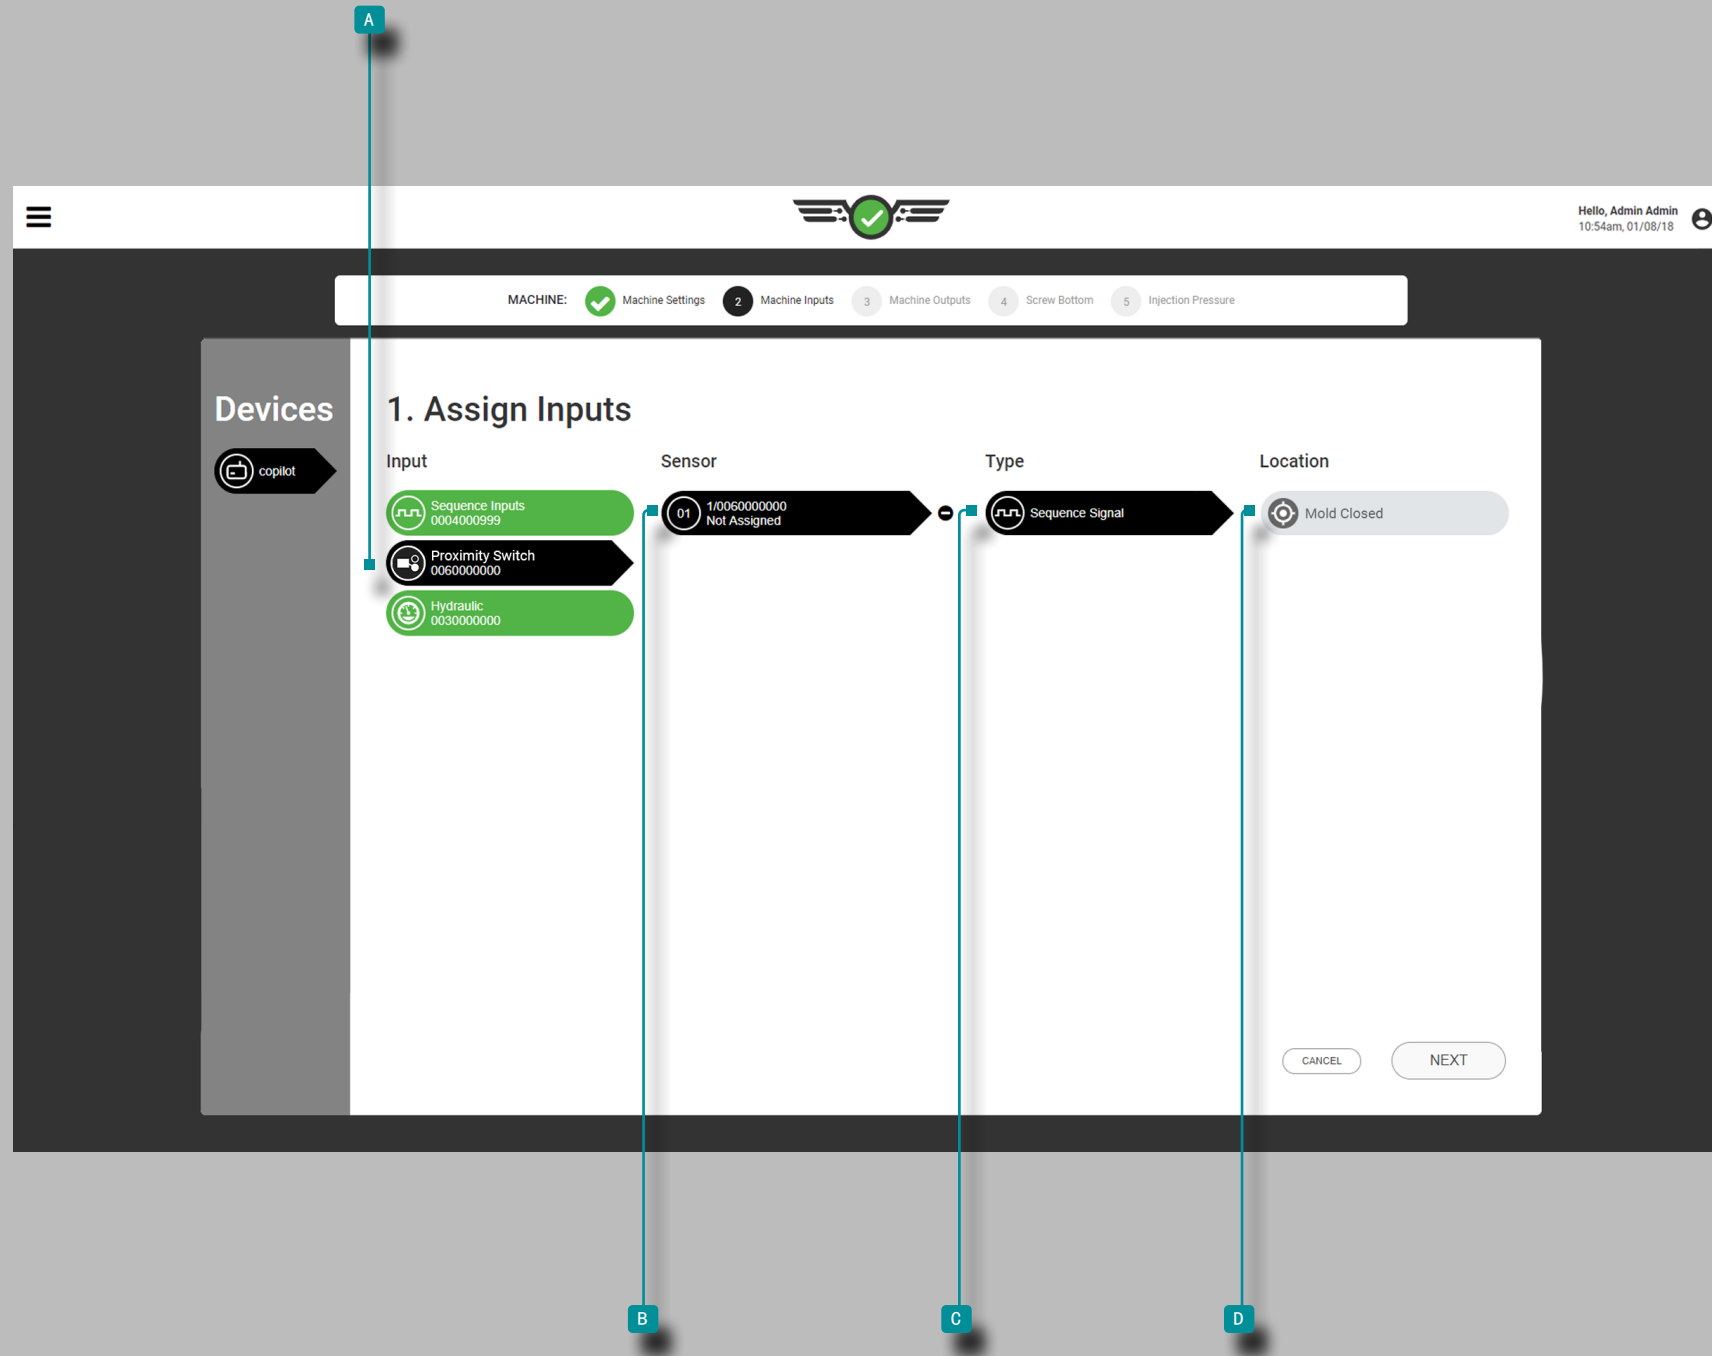 A
Hello, Admin Admin
10:54am, 01/08/18
MACHINE: Machine Settings 2 Machine Inputs 3 Machine Outputs 4 Screw Bottom 5 Injection Pressure
Devices
copilot
1. Assign Inputs
Input Sensor Type Location
Sequence Inputs
0004000999
Proximity Switch
0060000000
Hydraulic
0030000000
01 1/0060000000
Not Assigned
Sequence Signal
Mold Closed
CANCEL NEXT
B C D